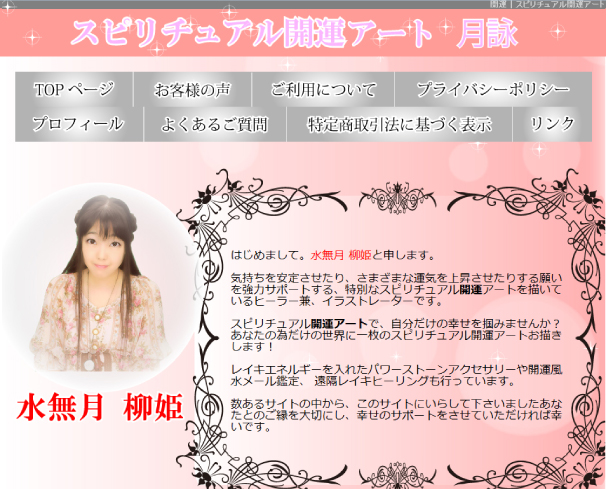 開運 | スピリチュアル開運アート
スピリチュアル開運アート 月詠
TOP ページ
お客様の声
ご利用について
プライバシーポリシー
プロフィール
よくあるご質問
特定商取引法に基づく表示
リンク
はじめまして。水無月 柳姫と申します。
気持ちを安定させたり、さまざまな運気を上昇させたりする願い
を強力サポートする、特別なスピリチュアル開運アートを描いて
いるヒーラー兼、イラストレーターです。
スピリチュアル開運アートで、自分だけの幸せを掴みませんか？
あなたの為だけの世界に一枚のスピリチュアル開運アートお描き
します！
レイキエネルギーを入れたパワーストーンアクセサリーや開運風
水メール鑑定、 遠隔レイキヒーリングも行っています。
数あるサイトの中から、このサイトにいらして下さいましたあな
たとのご縁を大切にし、幸せのサポートをさせていただければ幸
いです。
水無月 柳姫